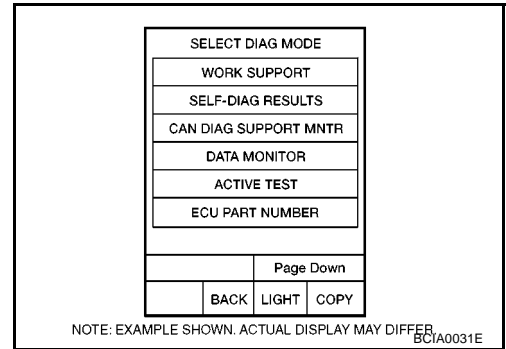 SELECT DIAG MODE
WORK SUPPORT
SELF-DIAG RESULTS
CAN DIAG SUPPORT MNTR
DATA MONITOR
ACTIVE TEST
ECU PART NUMBER
Page Down
BACK LIGHT COPY
NOTE: EXAMPLE SHOWN. ACTUAL DISPLAY MAY DIFFER.
BCIA0031E